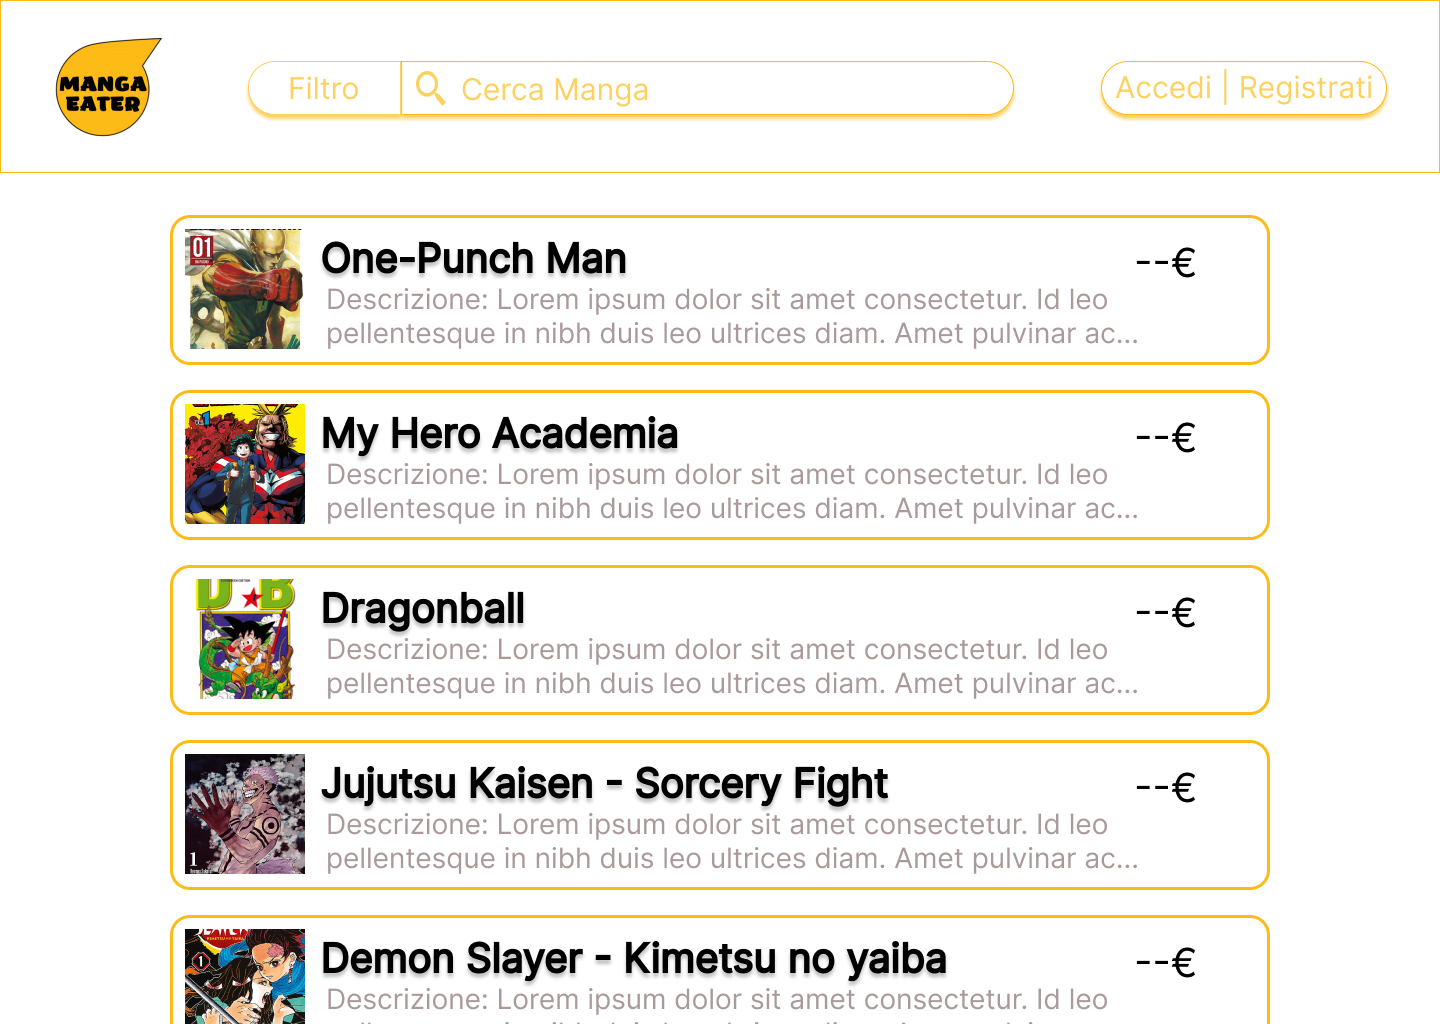 MANGA
EATER
Filtro
Cerca Manga
Accedi | Registrati
01
One-Punch Man
--€
Descrizione: Lorem ipsum dolor sit amet consectetur. Id leo
pellentesque in nibh duis leo ultrices diam. Amet pulvinar ac...
1
My Hero Academia
--€
Descrizione: Lorem ipsum dolor sit amet consectetur. Id leo
pellentesque in nibh duis leo ultrices diam. Amet pulvinar ac...
D B
Dragonball
--€
Descrizione: Lorem ipsum dolor sit amet consectetur. Id leo
pellentesque in nibh duis leo ultrices diam. Amet pulvinar ac...
1
Jujutsu Kaisen - Sorcery Fight
--€
Descrizione: Lorem ipsum dolor sit amet consectetur. Id leo
pellentesque in nibh duis leo ultrices diam. Amet pulvinar ac...
KIMETSU NO YAIBA
1
Demon Slayer - Kimetsu no yaiba
--€
Descrizione: Lorem ipsum dolor sit amet consectetur. Id leo